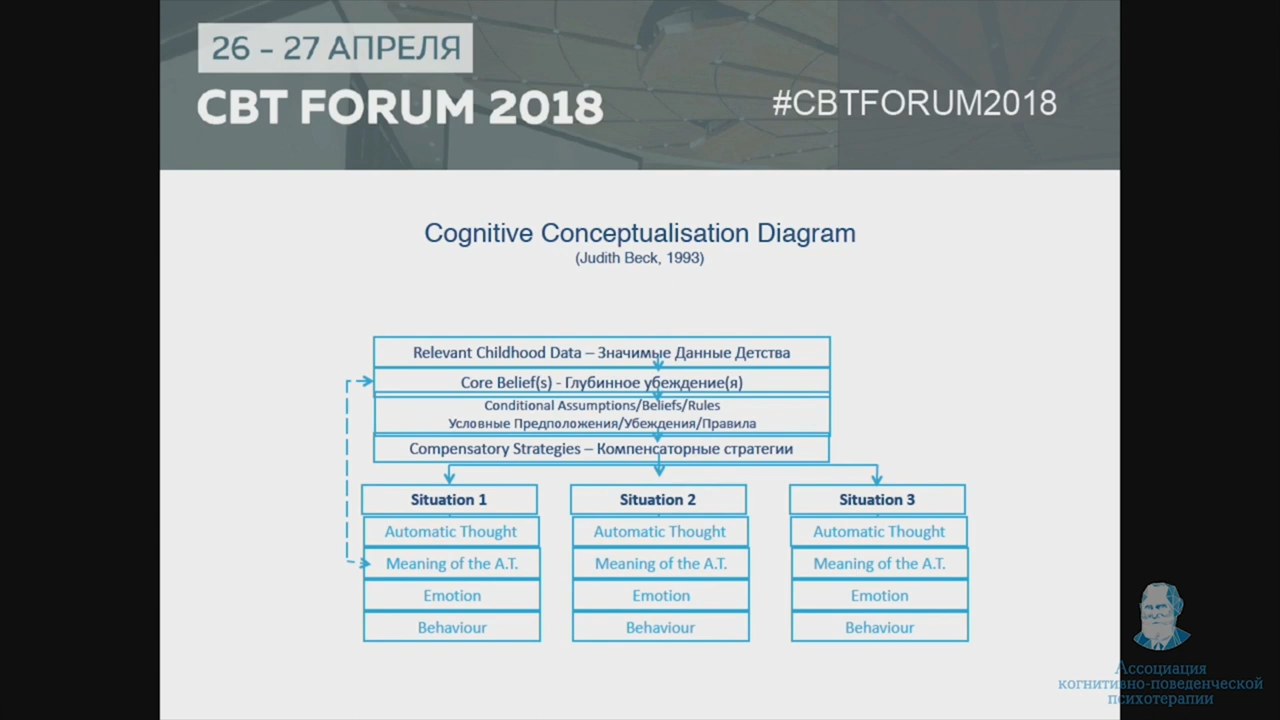 26 – 27 АПРЕЛЯ
CBT FORUM 2018
#CBTFORUM2018
Cognitive Conceptualisation Diagram
(Judith Beck, 1993)
Relevant Childhood Data – Значимые Данные Детства
Core Belief(s) - Глубинное убеждение(я)
Conditional Assumptions/Beliefs/Rules
Условные Предположения/Убеждения/Правила
Compensatory Strategies – Компенсаторные стратегии
Situation 1
Situation 2
Situation 3
Automatic Thought
Automatic Thought
Automatic Thought
Meaning of the A.T.
Meaning of the A.T.
Meaning of the A.T.
Emotion
Emotion
Emotion
Behaviour
Behaviour
Behaviour
Ассоциация
когнитивно-поведенческой
психотерапии